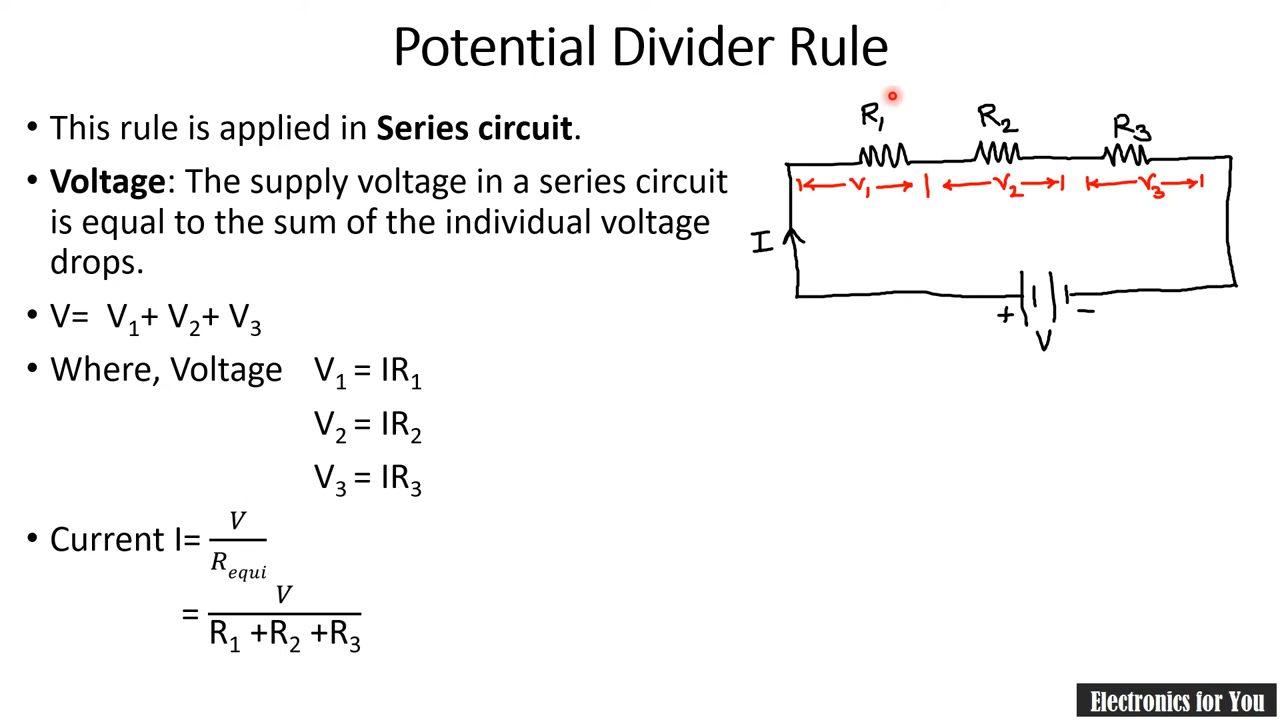 Potential Divider Rule
• This rule is applied in Series circuit.
• Voltage: The supply voltage in a series circuit
is equal to the sum of the individual voltage
drops.
• V= V₁+ V₂+ V₃
• Where, Voltage V₁ = IR₁
V₂ = IR₂
V₃ = IR₃
• Current I= V / R_equi
= V / R₁ +R₂ +R₃
R₁ R₂ R₃
V₁ V₂ V₃
I
+ −
V
Electronics for You